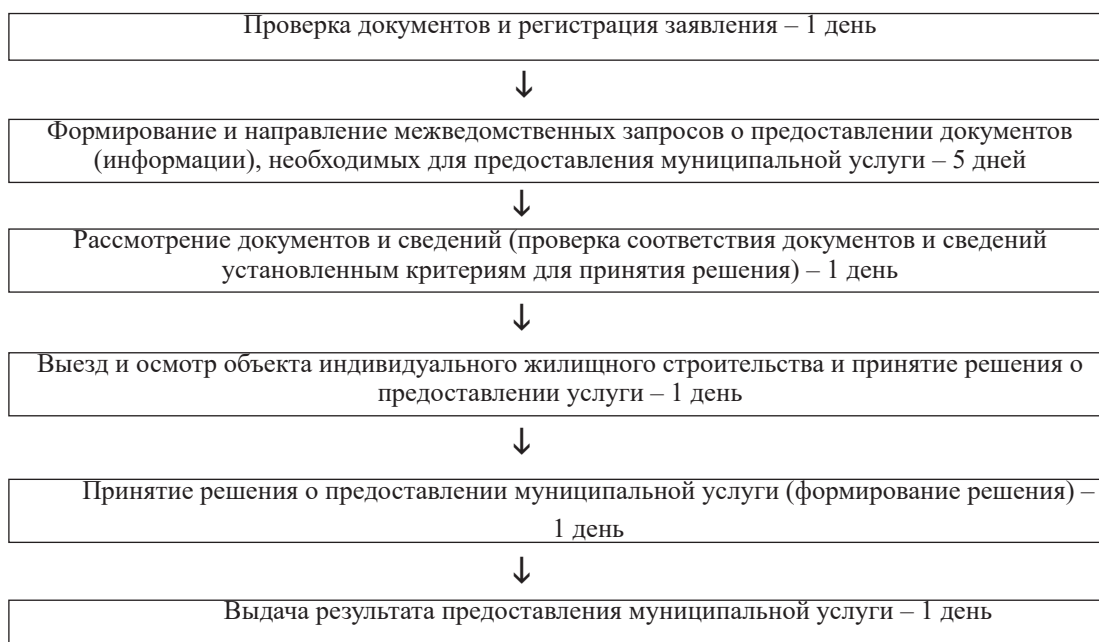 Проверка документов и регистрация заявления – 1 день
↓
Формирование и направление межведомственных запросов о предоставлении документов
(информации), необходимых для предоставления муниципальной услуги – 5 дней
↓
Рассмотрение документов и сведений (проверка соответствия документов и сведений
установленным критериям для принятия решения) – 1 день
↓
Выезд и осмотр объекта индивидуального жилищного строительства и принятие решения о
предоставлении услуги – 1 день
↓
Принятие решения о предоставлении муниципальной услуги (формирование решения) –
1 день
↓
Выдача результата предоставления муниципальной услуги – 1 день